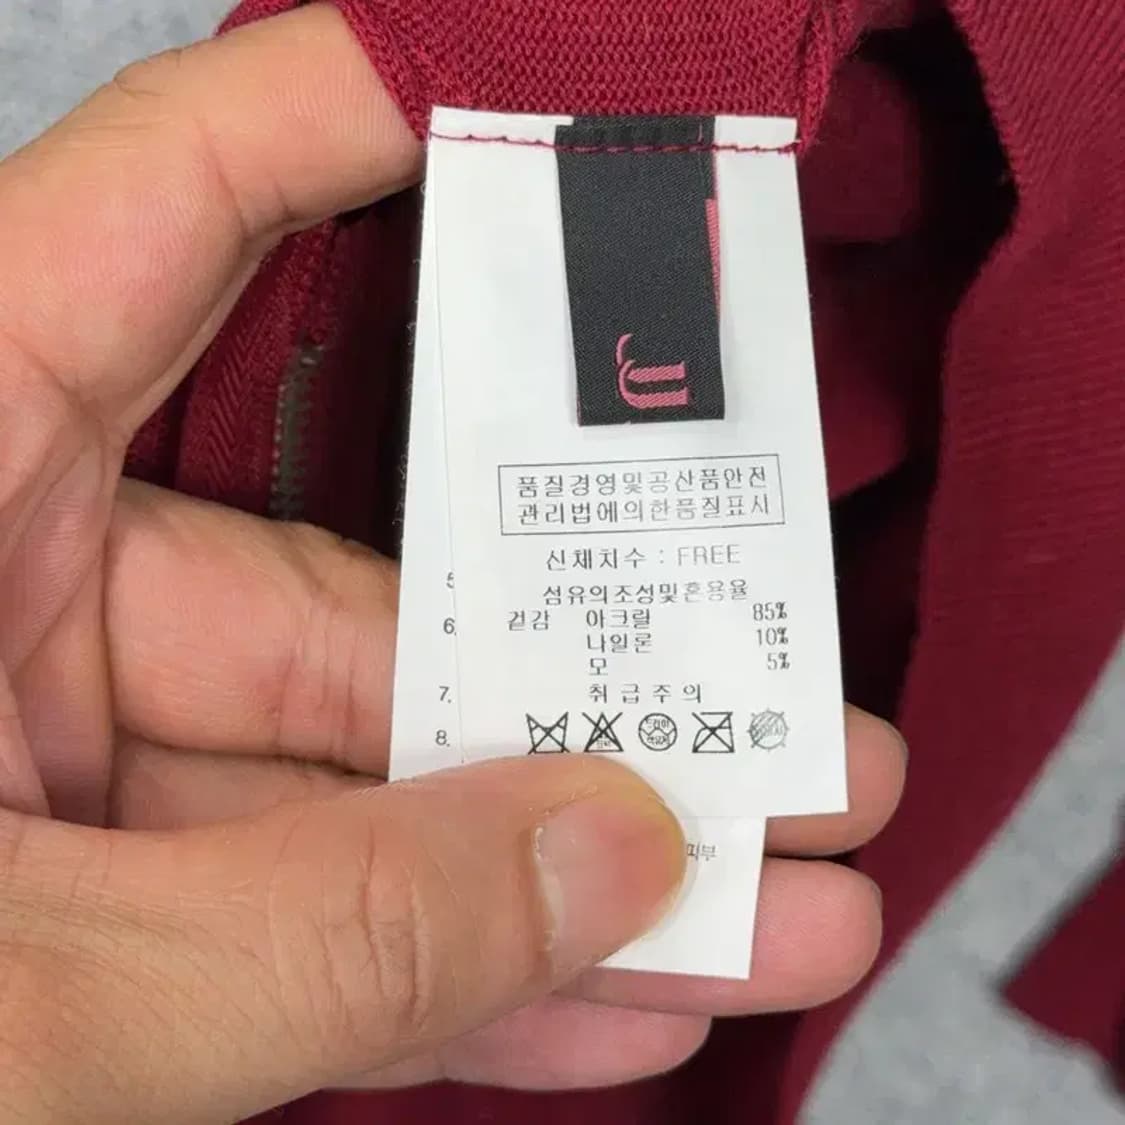 품질경영및공산품안전
관리법에의한품질표시
신체치수 : FREE
섬유의조성및혼용율
겉감 아크릴 85%
나일론 10%
모 5%
취급주의
5
6.
7.
8.
피부